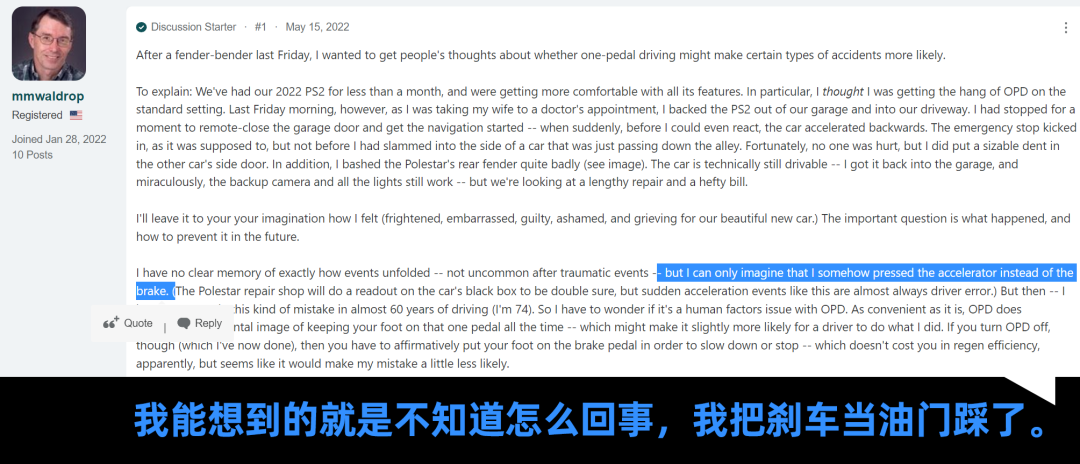 Discussion Starter · #1 · May 15, 2022
mmwaldrop
Registered
Joined Jan 28, 2022
10 Posts
After a fender-bender last Friday, I wanted to get people's thoughts about whether one-pedal driving might make certain types of accidents more likely.
To explain: We've had our 2022 PS2 for less than a month, and were getting more comfortable with all its features. In particular, I thought I was getting the hang of OPD on the
standard setting. Last Friday morning, however, as I was taking my wife to a doctor's appointment, I backed the PS2 out of our garage and into our driveway. I had stopped for a
moment to remote-close the garage door and get the navigation started -- when suddenly, before I could even react, the car accelerated backwards. The emergency stop kicked
in, as it was supposed to, but not before I had slammed into the side of a car that was just passing down the alley. Fortunately, no one was hurt, but I did put a sizable dent in
the other car's side door. In addition, I bashed the Polestar's rear fender quite badly (see image). The car is technically still drivable -- I got it back into the garage, and
miraculously, the backup camera and all the lights still work -- but we're looking at a lengthy repair and a hefty bill.
I'll leave it to your your imagination how I felt (frightened, embarrassed, guilty, ashamed, and grieving for our beautiful new car.) The important question is what happened, and
how to prevent it in the future.
I have no clear memory of exactly how events unfolded -- not uncommon after traumatic events -- but I can only imagine that I somehow pressed the accelerator instead of the
brake. (The Polestar repair shop will do a readout on the car's black box to be double sure, but sudden acceleration events like this are almost always driver error.) But then -- I
this kind of mistake in almost 60 years of driving (I'm 74). So I have to wonder if it's a human factors issue with OPD. As convenient as it is, OPD does
Quote | Reply
ntal image of keeping your foot on that one pedal all the time -- which might make it slightly more likely for a driver to do what I did. If you turn OPD off,
though (which I've now done), then you have to affirmatively put your foot on the brake pedal in order to slow down or stop -- which doesn't cost you in regen efficiency,
apparently, but seems like it would make my mistake a little less likely.
我能想到的就是不知道怎么回事，我把刹车当油门踩了。